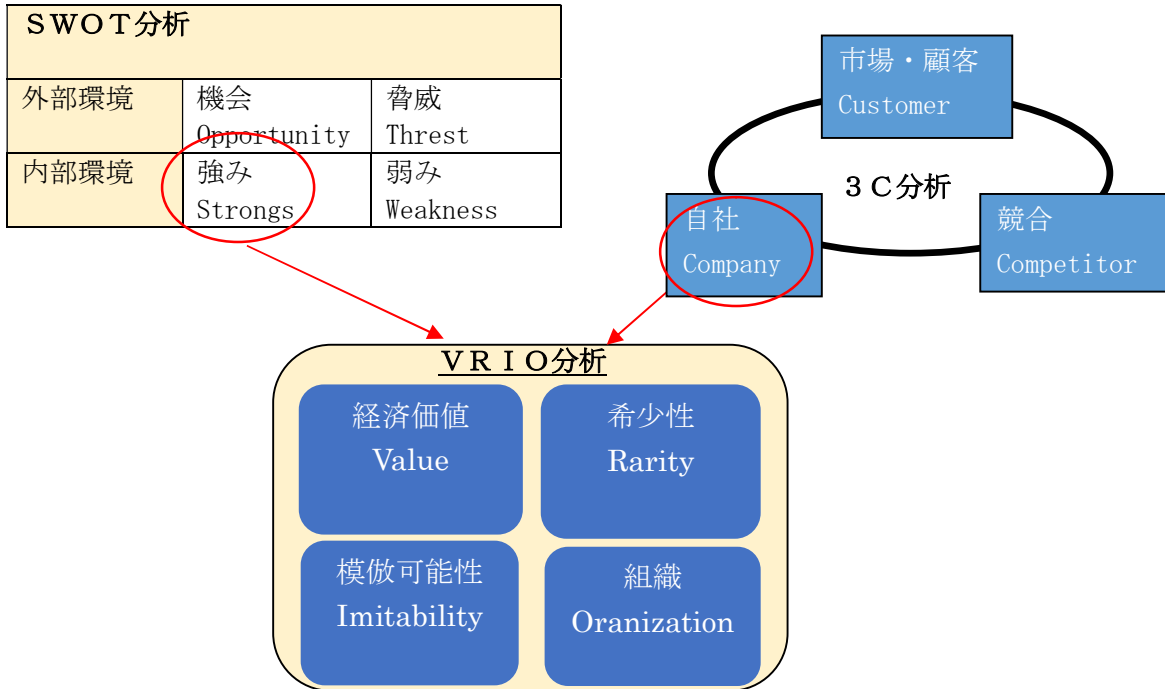 ＳＷＯＴ分析
外部環境
機会
Opportunity
脅威
Threst
内部環境
強み
Strongs
弱み
Weakness
市場・顧客
Customer
３Ｃ分析
自社
Company
競合
Competitor
ＶＲＩＯ分析
経済価値
Value
希少性
Rarity
模倣可能性
Imitability
組織
Oranization